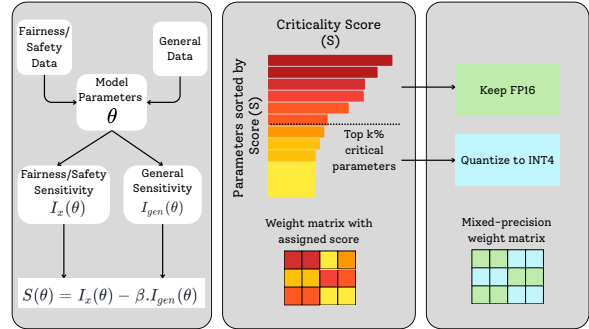 Fairness/
Safety
Data
General
Data
Model
Parameters
θ
Fairness/Safety
Sensitivity
I_x(θ)
General
Sensitivity
I_gen(θ)
S(θ) = I_x(θ) − β.I_gen(θ)
Criticality Score
(S)
Parameters sorted by
Score (S)
Top k%
critical
parameters
Weight matrix with
assigned score
Keep FP16
Quantize to INT4
Mixed-precision
weight matrix